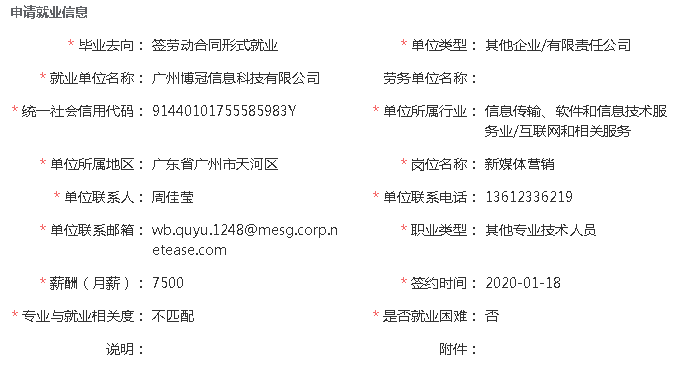 申请就业信息
* 毕业去向： 签劳动合同形式就业 * 单位类型： 其他企业/有限责任公司
* 就业单位名称： 广州博冠信息科技有限公司 劳务单位名称：
* 统一社会信用代码： 91440101755585983Y * 单位所属行业： 信息传输、软件和信息技术服
务业/互联网和相关服务
* 单位所属地区： 广东省广州市天河区 * 岗位名称： 新媒体营销
* 单位联系人： 周佳莹 * 单位联系电话： 13612336219
* 单位联系邮箱： wb.quyu.1248@mesg.corp.n * 职业类型： 其他专业技术人员
etease.com
* 薪酬（月薪）： 7500 * 签约时间： 2020-01-18
* 专业与就业相关度： 不匹配 * 是否就业困难： 否
说明： 附件：